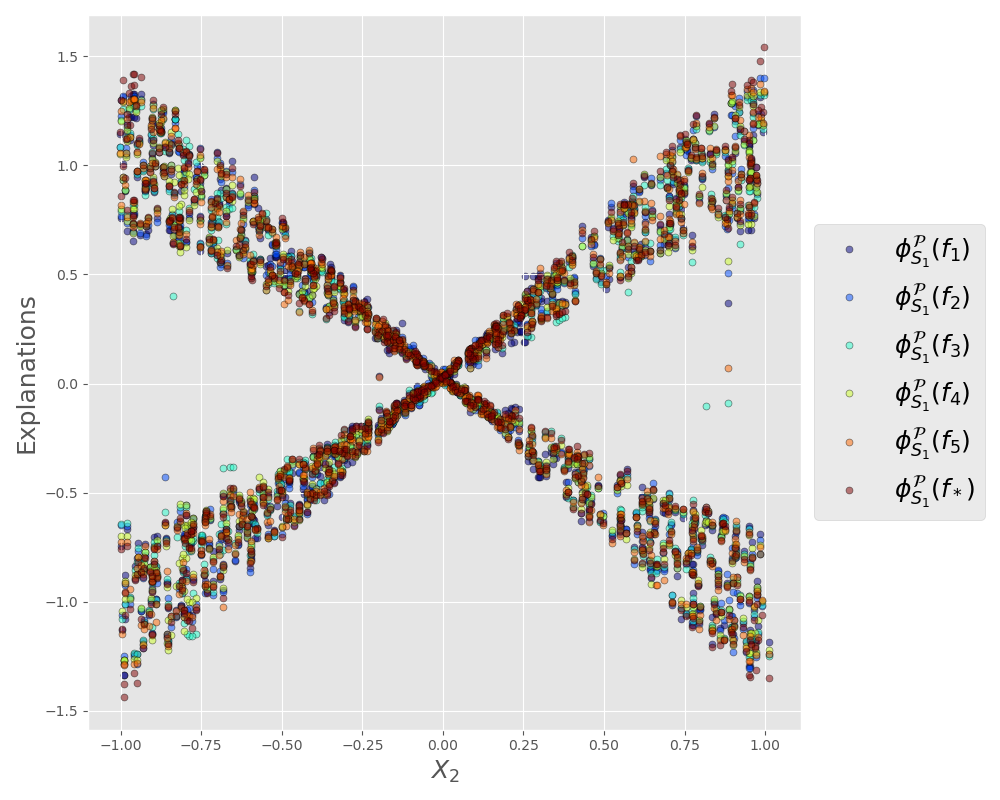 1.5
1.0
0.5
0.0
−0.5
−1.0
−1.5
Explanations
−1.00 −0.75 −0.50 −0.25 0.00 0.25 0.50 0.75 1.00
X₂
ϕ^𝒫_{S₁}(f₁)
ϕ^𝒫_{S₁}(f₂)
ϕ^𝒫_{S₁}(f₃)
ϕ^𝒫_{S₁}(f₄)
ϕ^𝒫_{S₁}(f₅)
ϕ^𝒫_{S₁}(f_*)